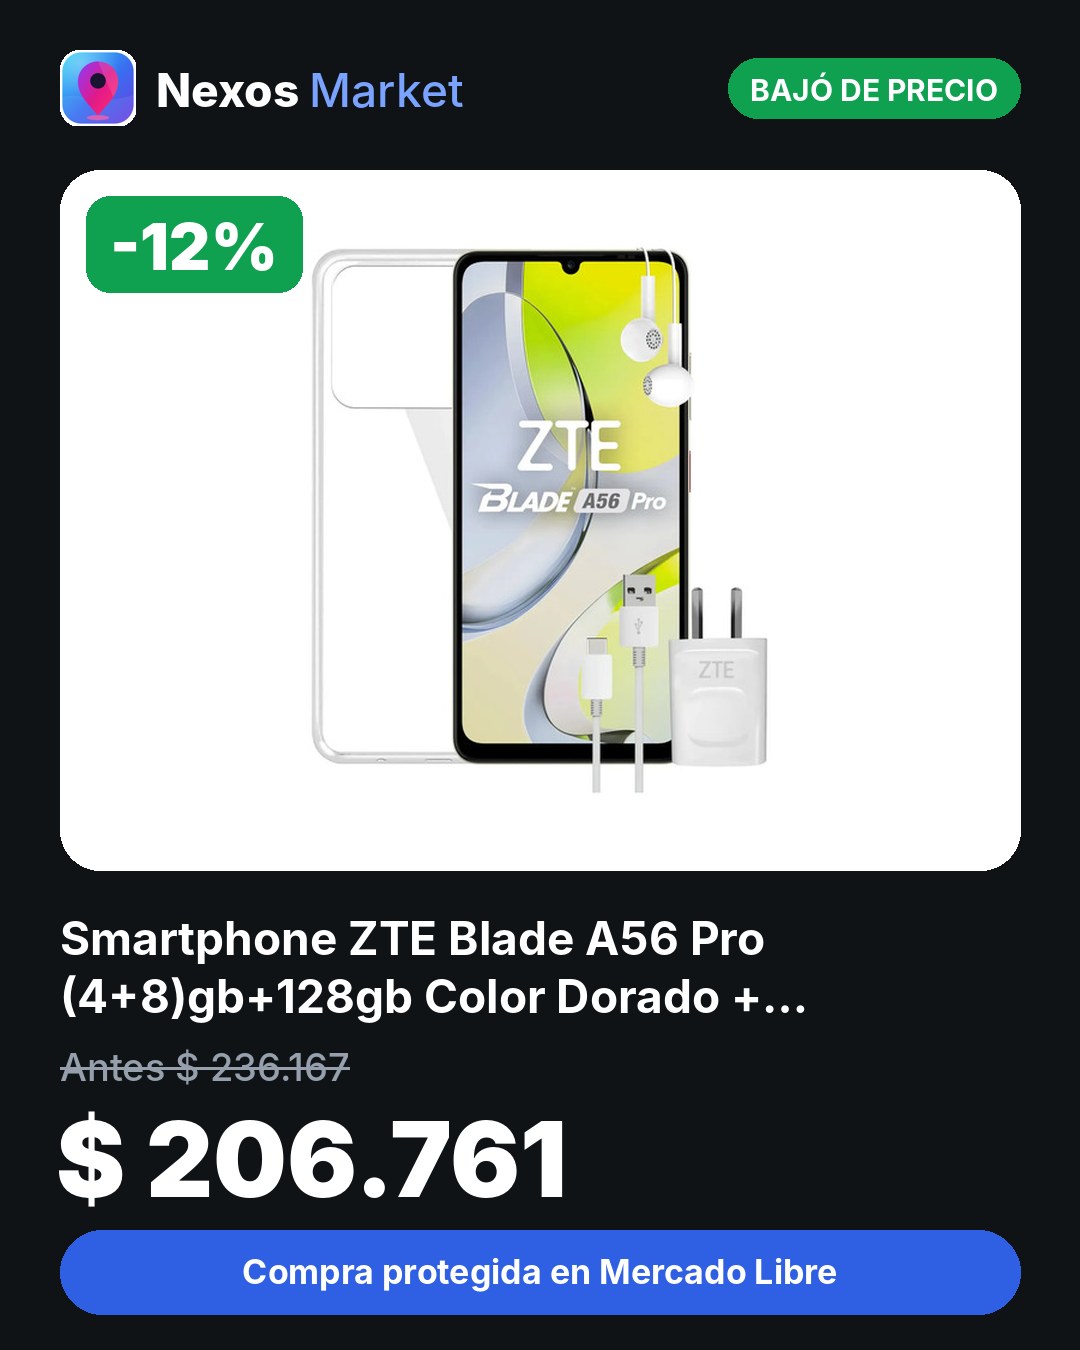 Nexos Market
BAJÓ DE PRECIO
-12%
ZTE
BLADE A56 Pro
ZTE
Smartphone ZTE Blade A56 Pro
(4+8)gb+128gb Color Dorado +...
Antes $ 236.167
$ 206.761
Compra protegida en Mercado Libre